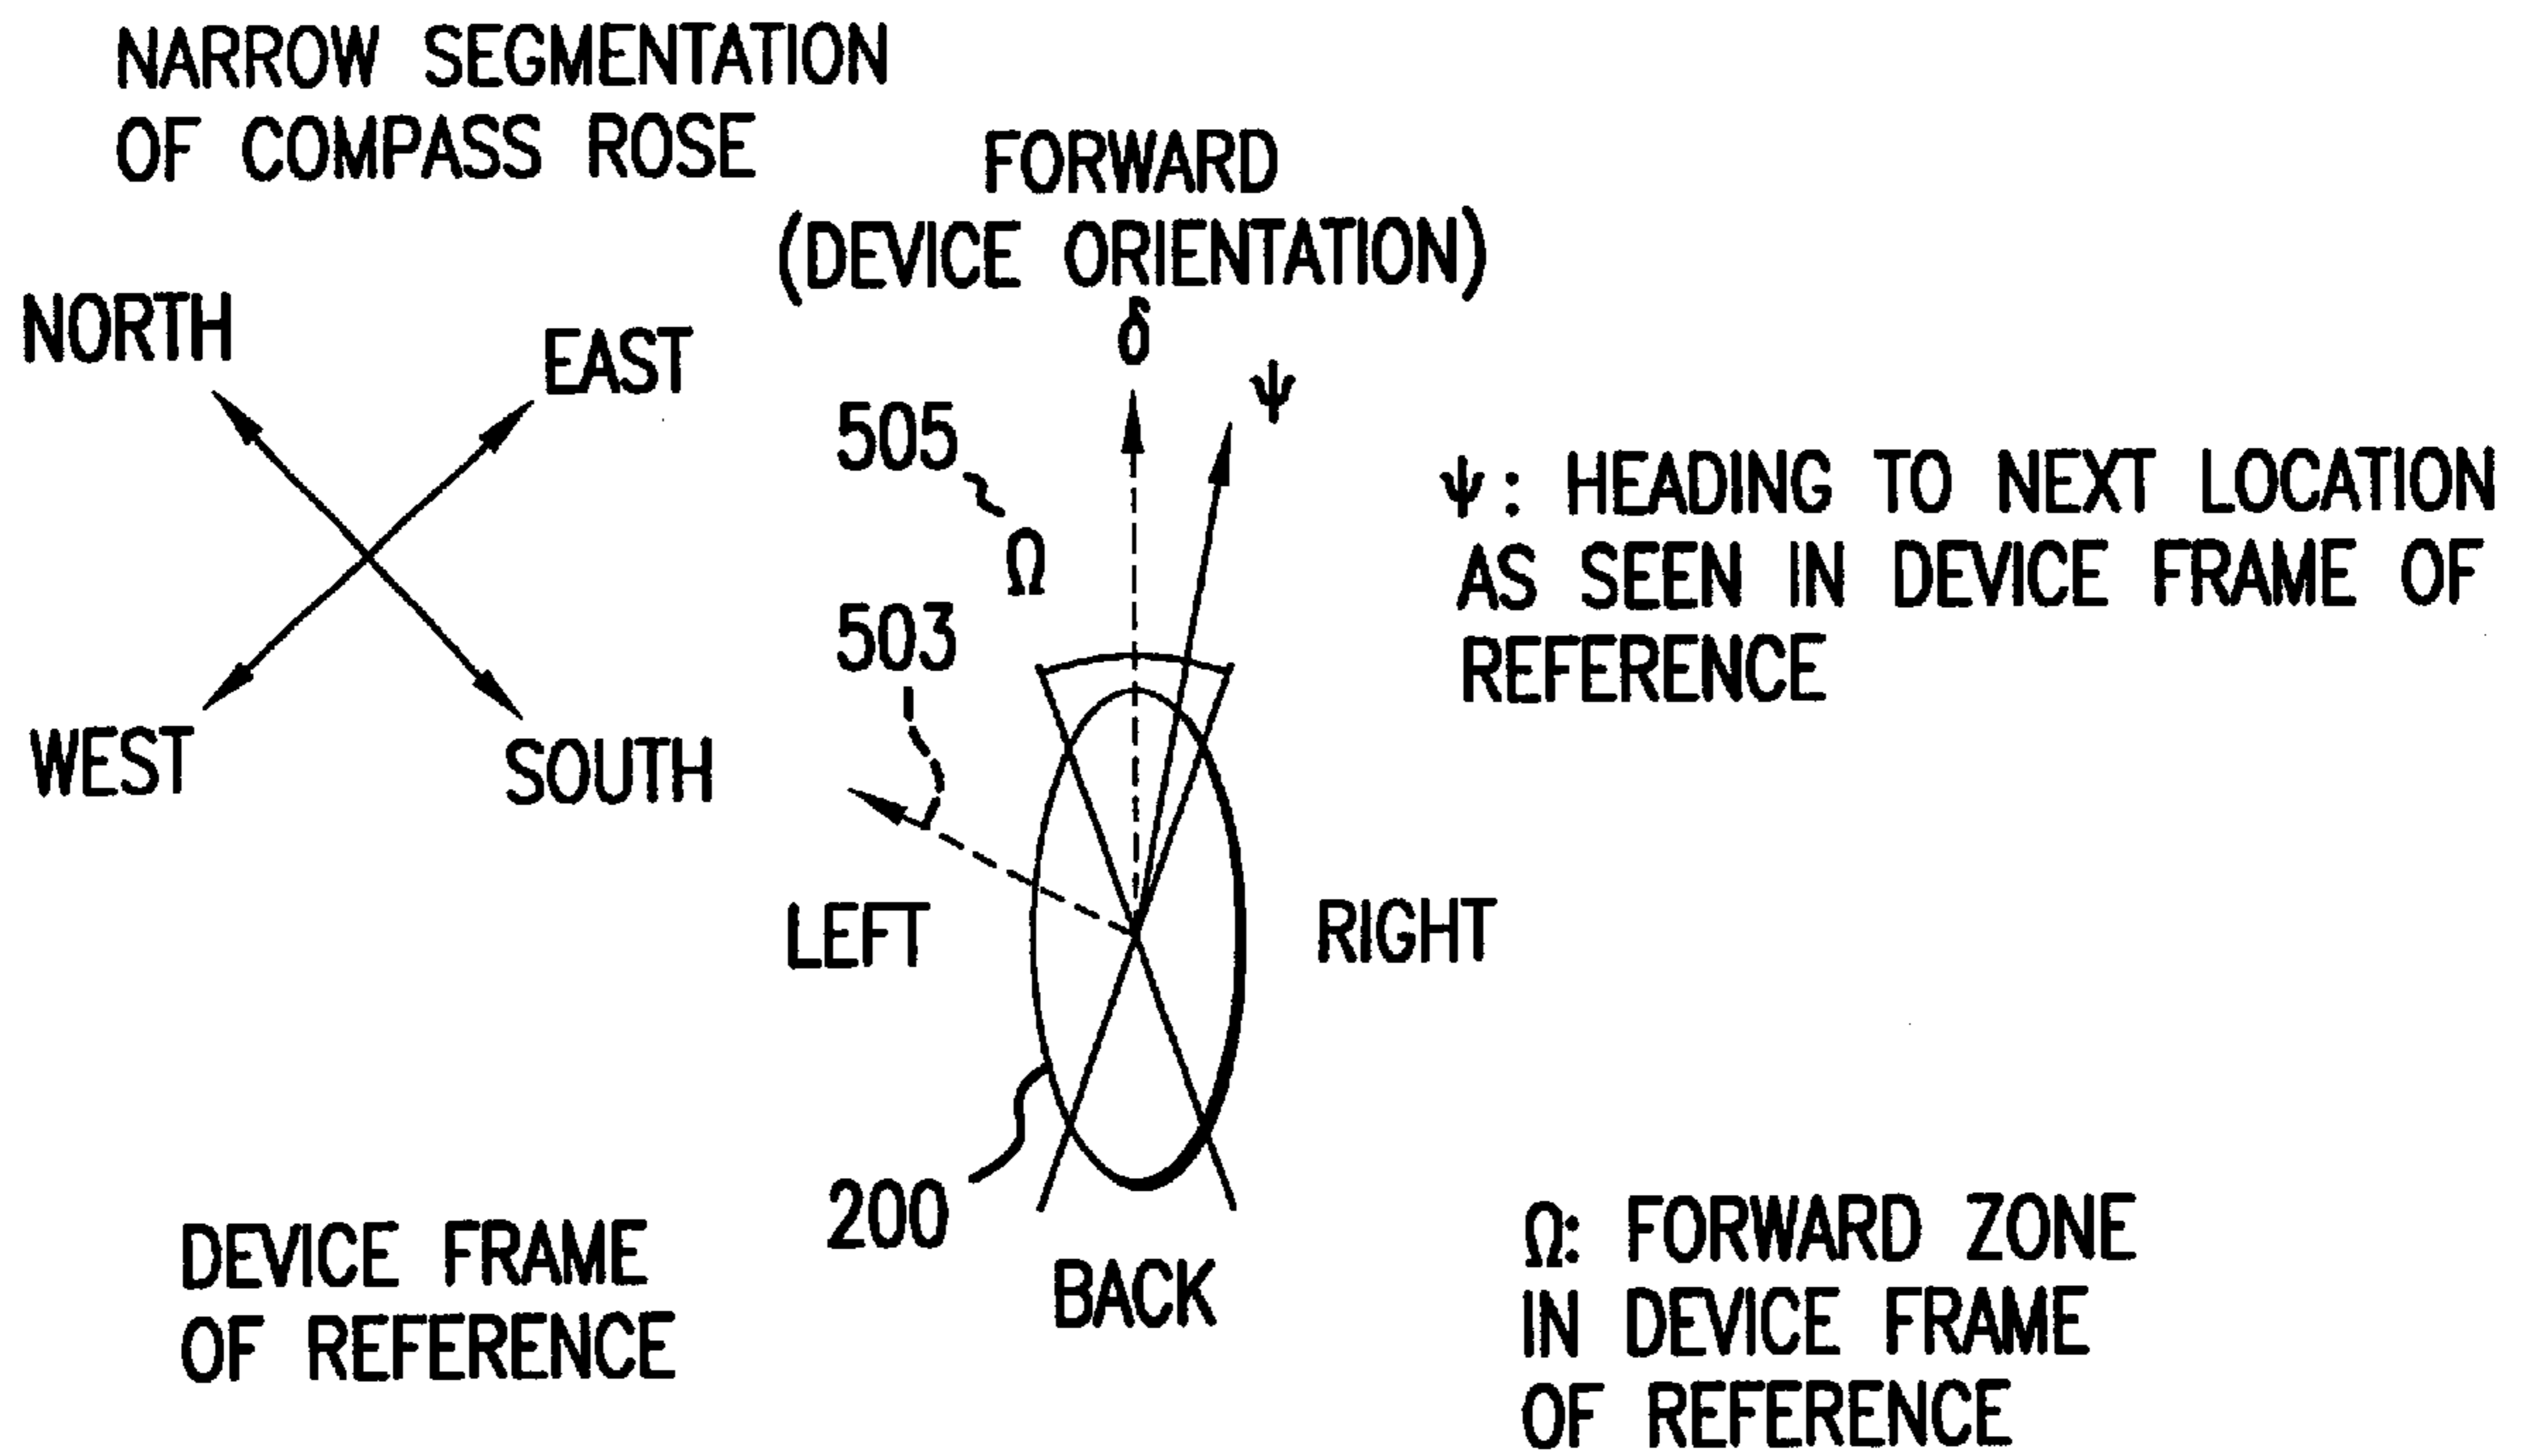 NARROW SEGMENTATION
OF COMPASS ROSE
FORWARD
(DEVICE ORIENTATION)
δ
NORTH
EAST
ψ
505
Ω
ψ: HEADING TO NEXT LOCATION
AS SEEN IN DEVICE FRAME OF
REFERENCE
503
WEST
SOUTH
LEFT
RIGHT
200
BACK
DEVICE FRAME
OF REFERENCE
Ω: FORWARD ZONE
IN DEVICE FRAME
OF REFERENCE